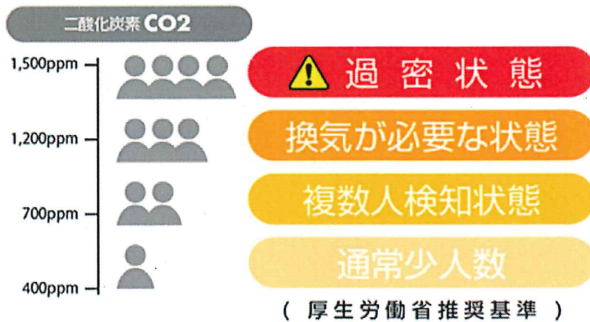 二酸化炭素 CO2
1,500ppm
過密状態
1,200ppm
換気が必要な状態
700ppm
複数人検知状態
通常少人数
400ppm
( 厚生労働省推奨基準 )